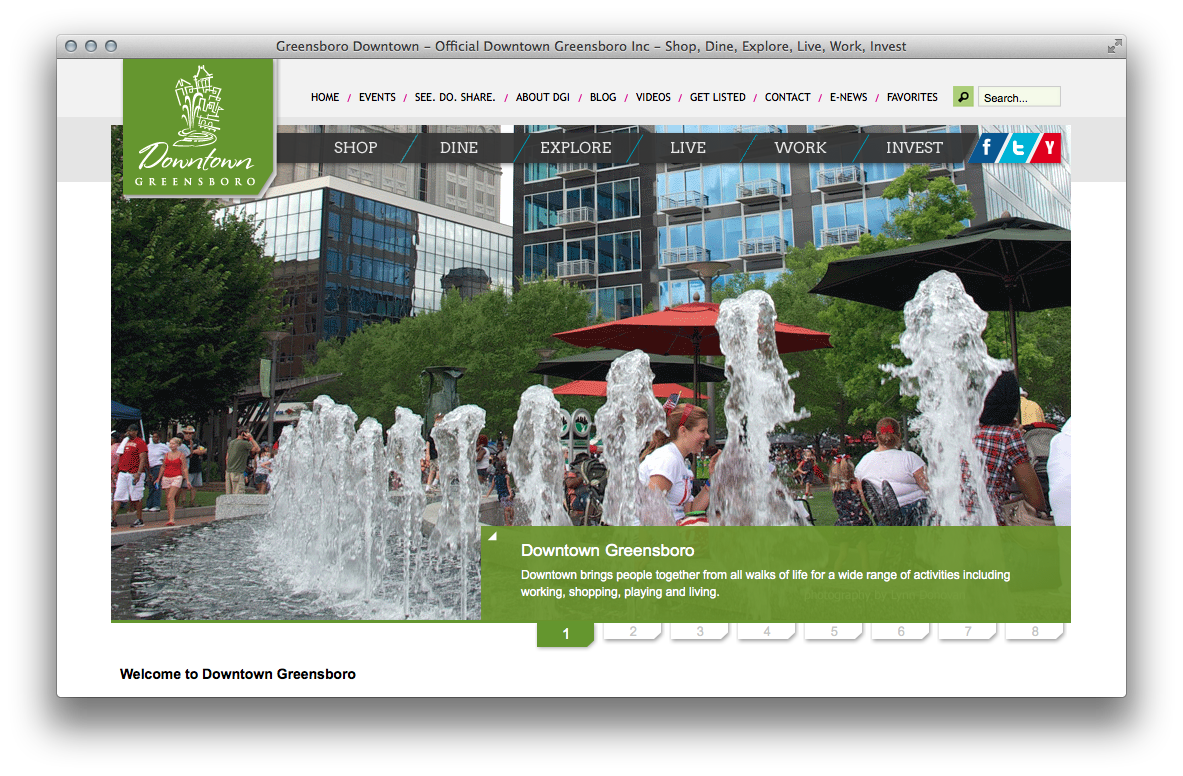 Greensboro Downtown – Official Downtown Greensboro Inc – Shop, Dine, Explore, Live, Work, Invest
HOME / EVENTS / SEE. DO. SHARE. / ABOUT DGI / BLOG / VIDEOS / GET LISTED / CONTACT / E-NEWS / FAVORITES
Search...
Downtown
GREENSBORO
SHOP DINE EXPLORE LIVE WORK INVEST f t Y
Downtown Greensboro
Downtown brings people together from all walks of life for a wide range of activities including
working, shopping, playing and living.
photography by Lynn
1 2 3 4 5 6 7 8
Welcome to Downtown Greensboro